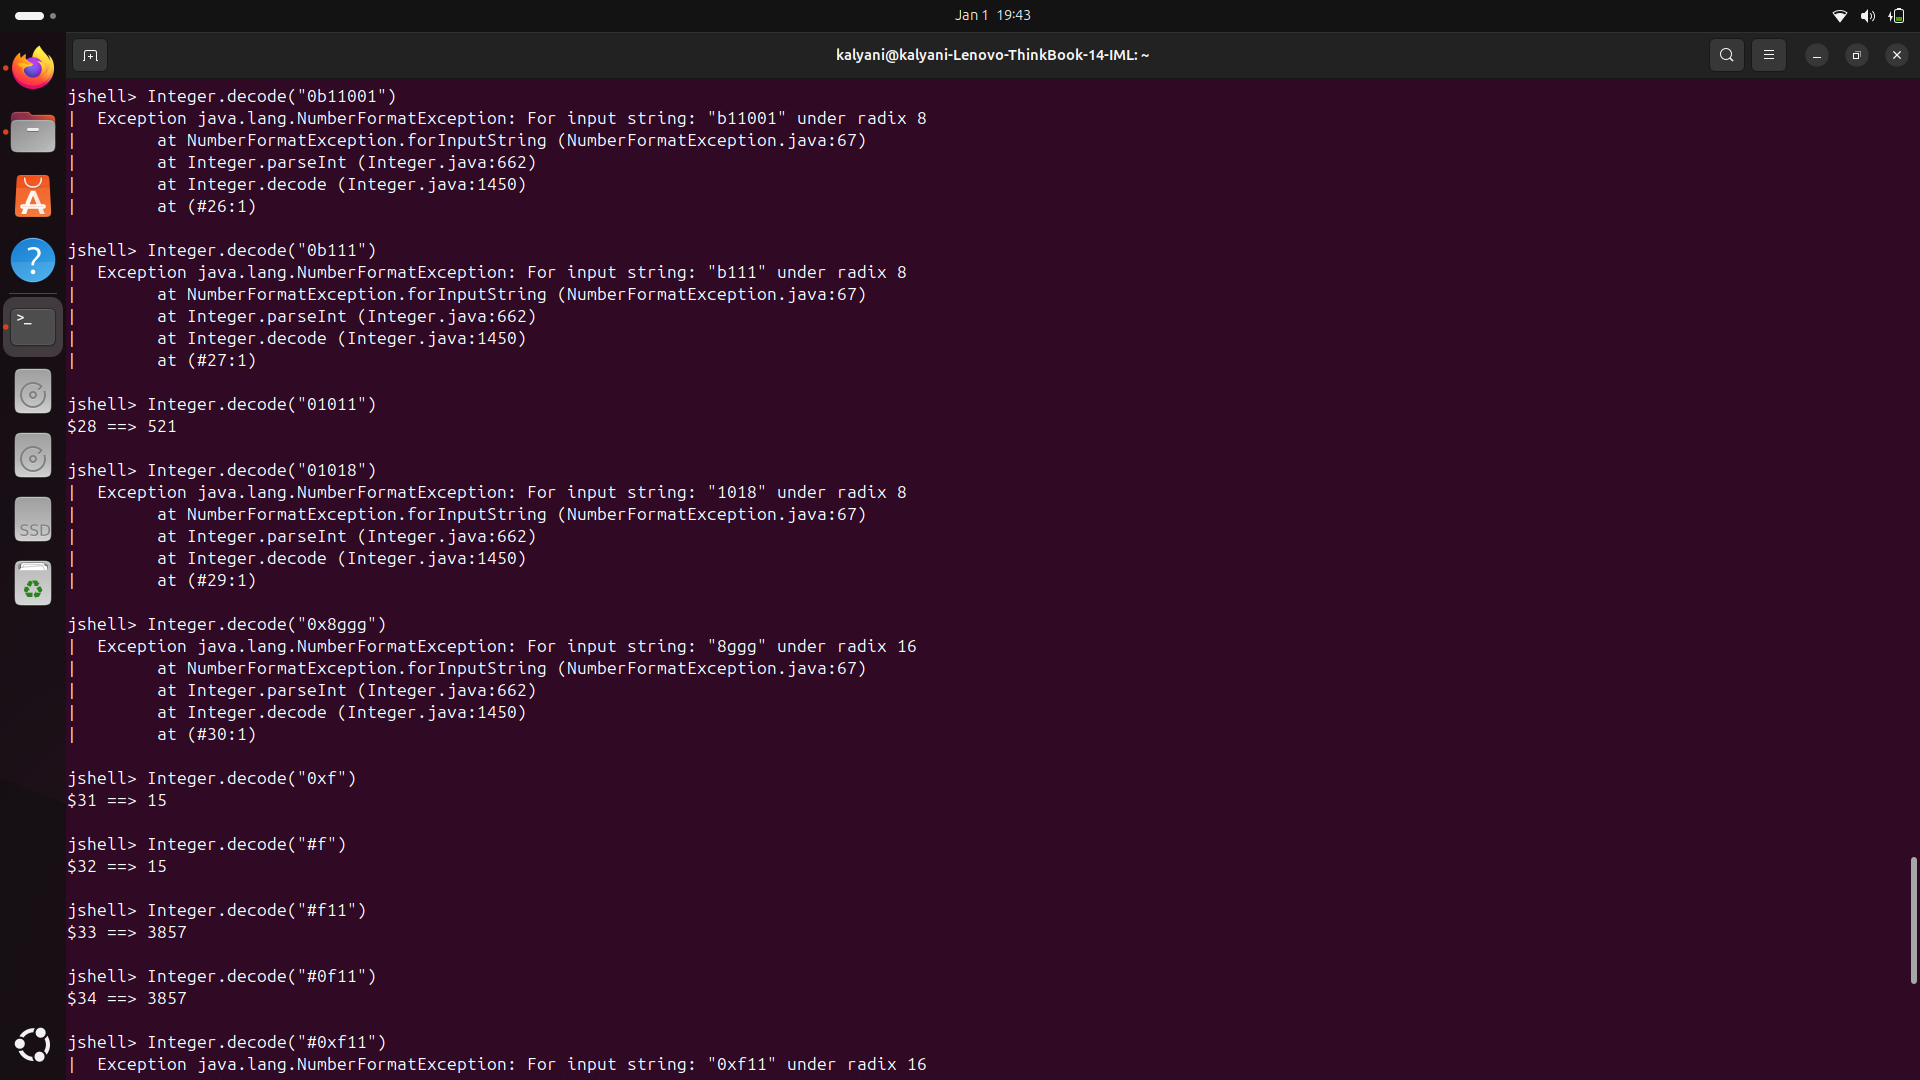 Jan 1 19:43
kalyani@kalyani-Lenovo-ThinkBook-14-IML: ~
jshell> Integer.decode("0b11001")
|  Exception java.lang.NumberFormatException: For input string: "b11001" under radix 8
|        at NumberFormatException.forInputString (NumberFormatException.java:67)
|        at Integer.parseInt (Integer.java:662)
|        at Integer.decode (Integer.java:1450)
|        at (#26:1)
jshell> Integer.decode("0b111")
|  Exception java.lang.NumberFormatException: For input string: "b111" under radix 8
|        at NumberFormatException.forInputString (NumberFormatException.java:67)
|        at Integer.parseInt (Integer.java:662)
|        at Integer.decode (Integer.java:1450)
|        at (#27:1)
jshell> Integer.decode("01011")
$28 ==> 521
jshell> Integer.decode("01018")
|  Exception java.lang.NumberFormatException: For input string: "1018" under radix 8
|        at NumberFormatException.forInputString (NumberFormatException.java:67)
|        at Integer.parseInt (Integer.java:662)
|        at Integer.decode (Integer.java:1450)
|        at (#29:1)
jshell> Integer.decode("0x8ggg")
|  Exception java.lang.NumberFormatException: For input string: "8ggg" under radix 16
|        at NumberFormatException.forInputString (NumberFormatException.java:67)
|        at Integer.parseInt (Integer.java:662)
|        at Integer.decode (Integer.java:1450)
|        at (#30:1)
jshell> Integer.decode("0xf")
$31 ==> 15
jshell> Integer.decode("#f")
$32 ==> 15
jshell> Integer.decode("#f11")
$33 ==> 3857
jshell> Integer.decode("#0f11")
$34 ==> 3857
jshell> Integer.decode("#0xf11")
|  Exception java.lang.NumberFormatException: For input string: "0xf11" under radix 16
SSD